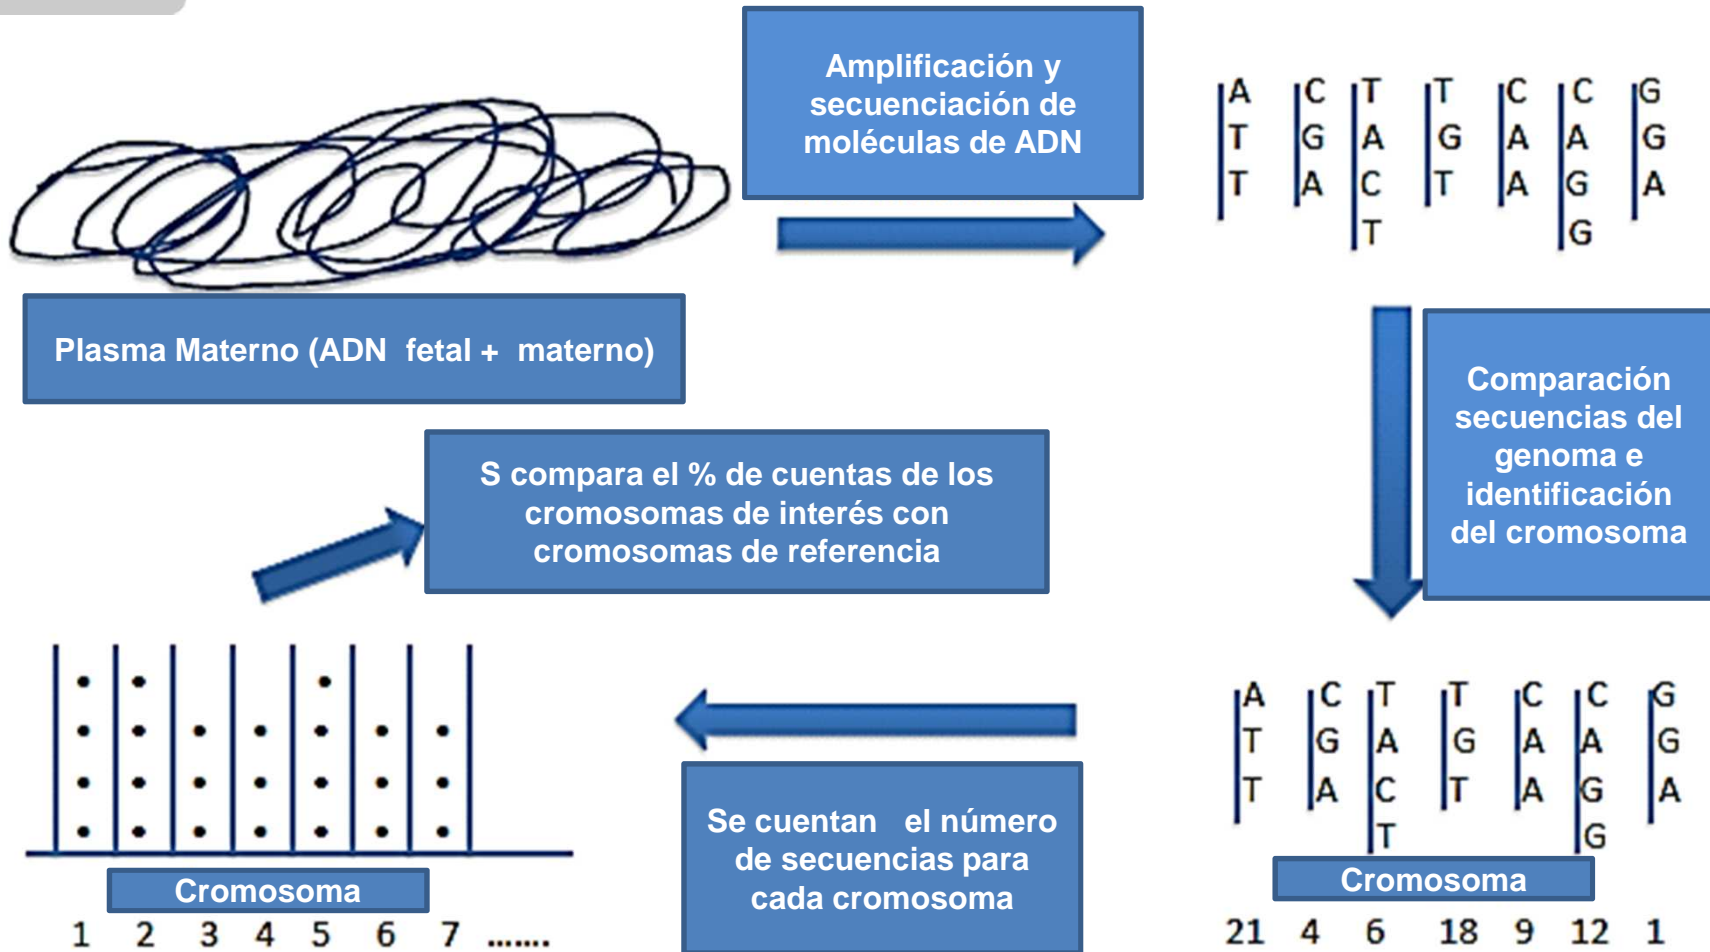 Amplificación y
secuenciación de
moléculas de ADN
A C T T C C G
T G A G A A G
T A C T A G A
T G
Plasma Materno (ADN fetal + materno)
Comparación
secuencias del
genoma e
identificación
del cromosoma
S compara el % de cuentas de los
cromosomas de interés con
cromosomas de referencia
A C T T C C G
T G A G A A G
T A C T A G A
T G
Cromosoma
21 4 6 18 9 12 1
Se cuentan el número
de secuencias para
cada cromosoma
Cromosoma
1 2 3 4 5 6 7 .......